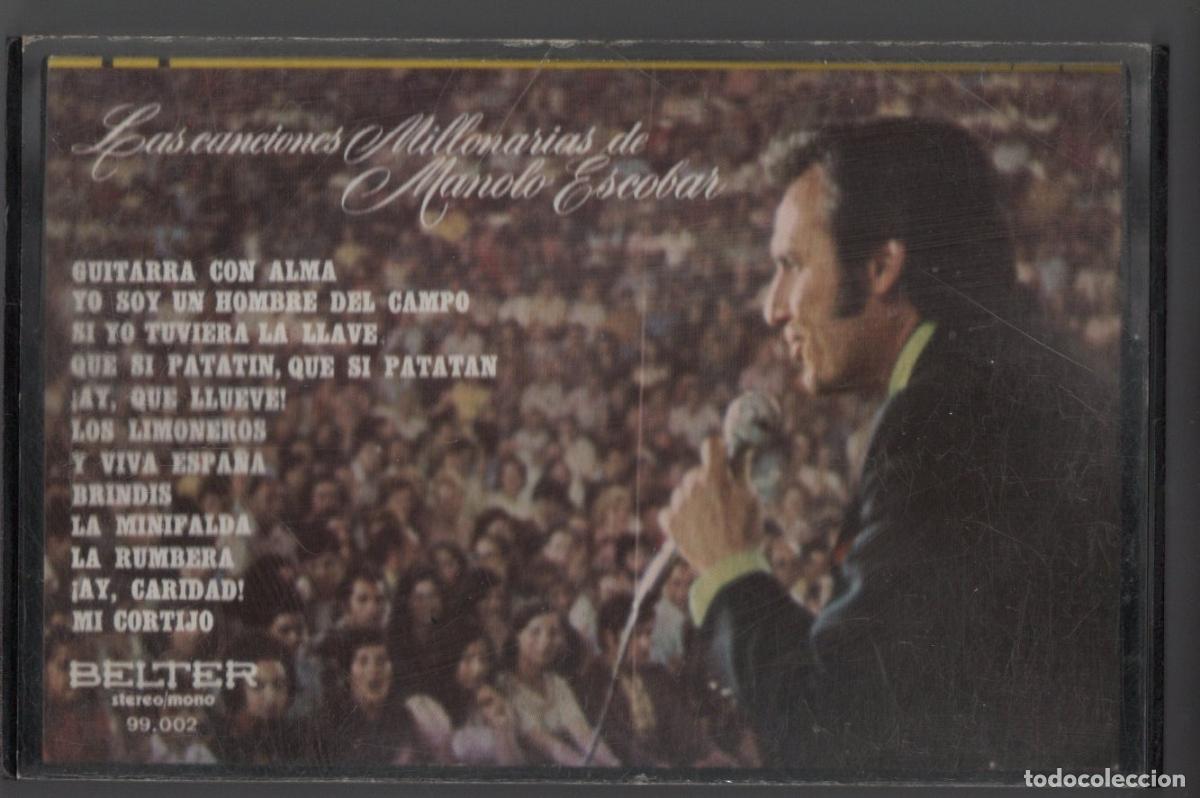 Las canciones Millonarias de
Manolo Escobar
GUITARRA CON ALMA
YO SOY UN HOMBRE DEL CAMPO
SI YO TUVIERA LA LLAVE
QUE SI PATATIN, QUE SI PATATAN
¡AY, QUE LLUEVE!
LOS LIMONEROS
Y VIVA ESPAÑA
BRINDIS
LA MINIFALDA
LA RUMBERA
¡AY, CARIDAD!
MI CORTIJO
BELTER
stereo/mono
99.002
todocoleccion